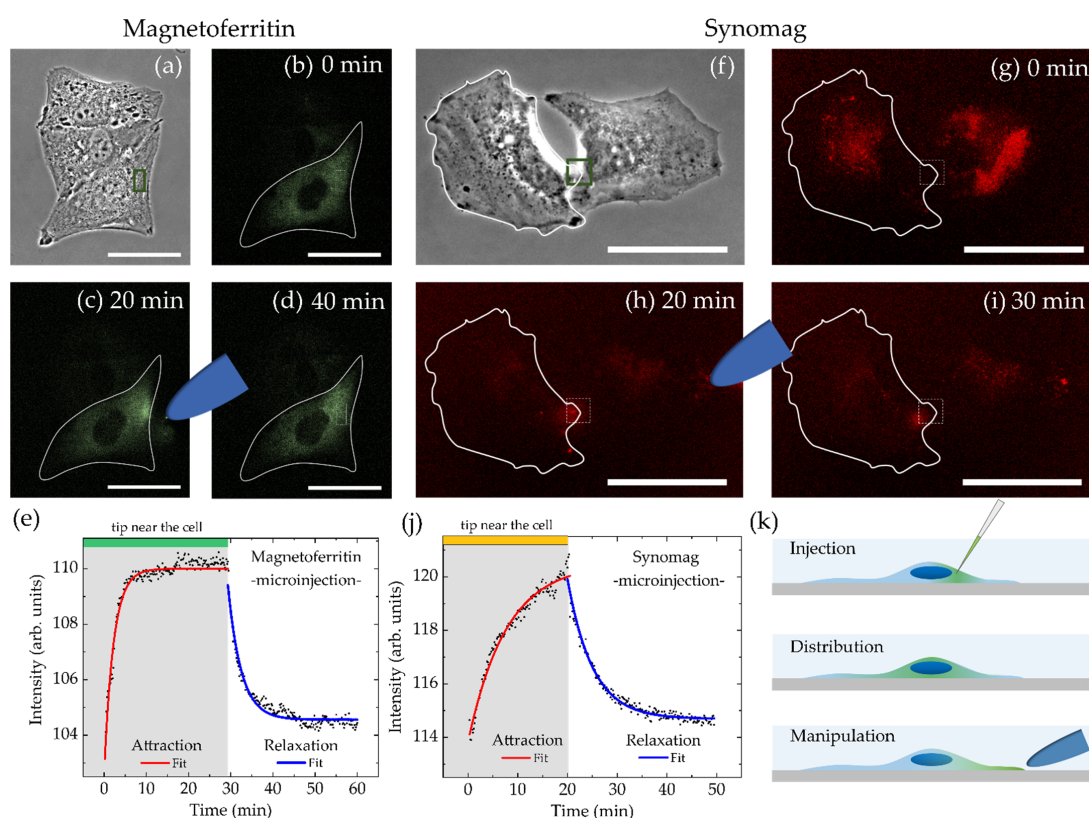 Magnetoferritin
Synomag
(a)
(b) 0 min
(f)
(g) 0 min
(c) 20 min
(d) 40 min
(h) 20 min
(i) 30 min
(e)
tip near the cell
Magnetoferritin
-microinjection-
110
108
106
104
Intensity (arb. units)
Attraction
Fit
Relaxation
Fit
0 10 20 30 40 50 60
Time (min)
(j)
tip near the cell
Synomag
-microinjection-
120
118
116
114
Intensity (arb. units)
Attraction
Fit
Relaxation
Fit
0 10 20 30 40 50
Time (min)
(k)
Injection
Distribution
Manipulation